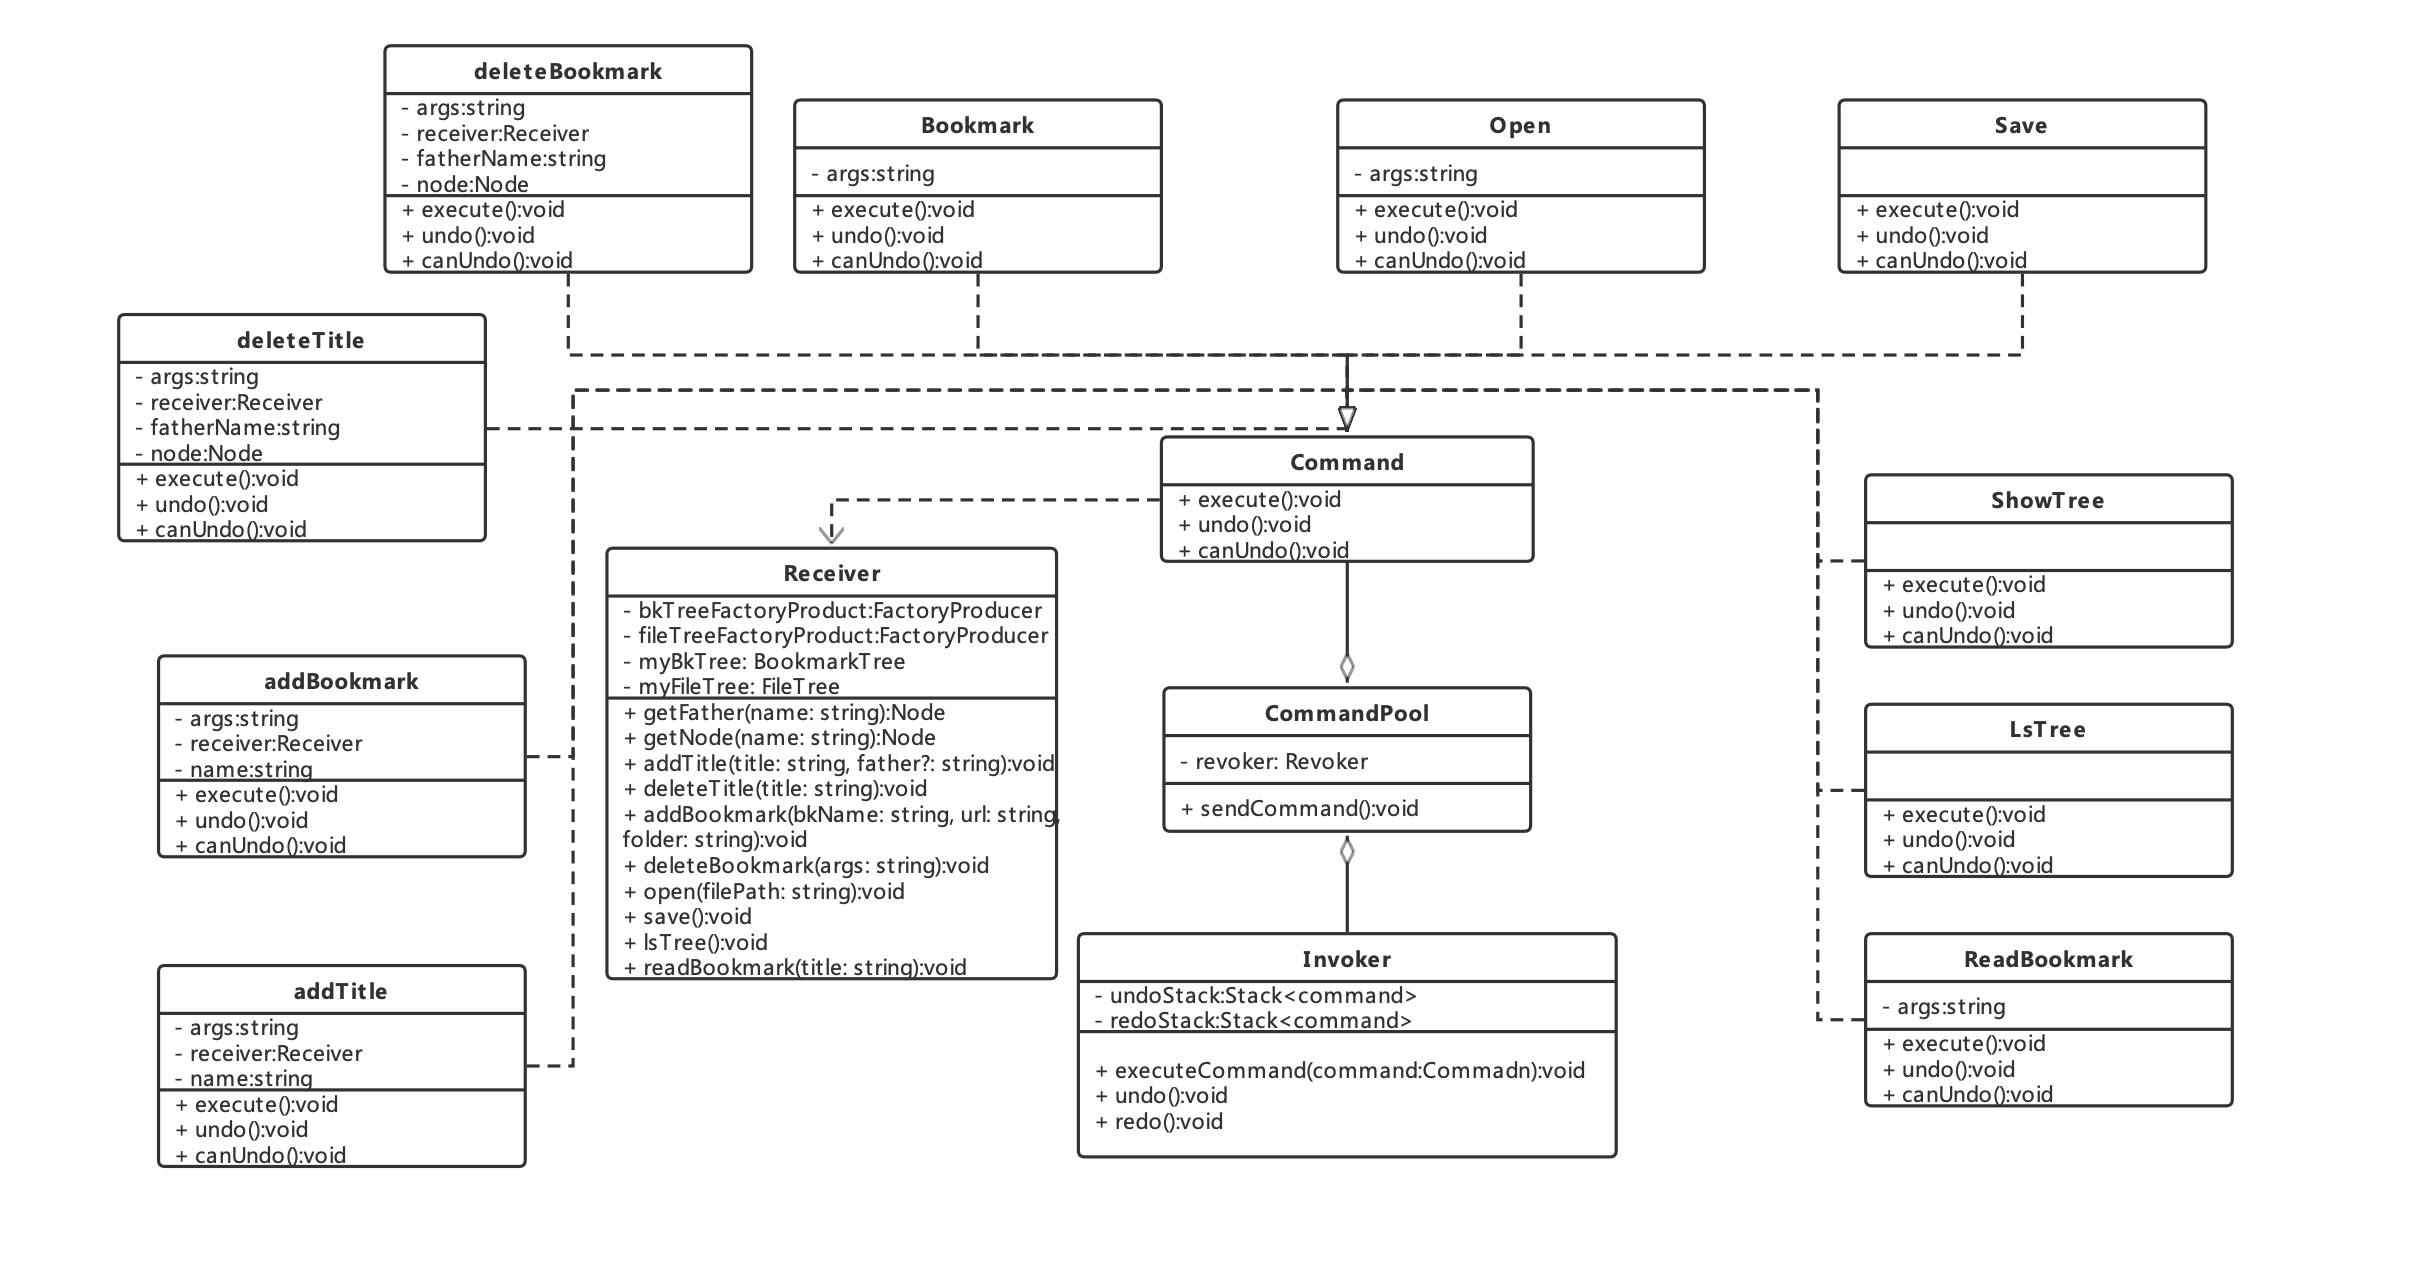 deleteBookmark
- args:string
- receiver:Receiver
- fatherName:string
- node:Node
+ execute():void
+ undo():void
+ canUndo():void
Bookmark
- args:string
+ execute():void
+ undo():void
+ canUndo():void
Open
- args:string
+ execute():void
+ undo():void
+ canUndo():void
Save
+ execute():void
+ undo():void
+ canUndo():void
deleteTitle
- args:string
- receiver:Receiver
- fatherName:string
- node:Node
+ execute():void
+ undo():void
+ canUndo():void
Command
+ execute():void
+ undo():void
+ canUndo():void
ShowTree
+ execute():void
+ undo():void
+ canUndo():void
Receiver
- bkTreeFactoryProduct:FactoryProducer
- fileTreeFactoryProduct:FactoryProducer
- myBkTree: BookmarkTree
- myFileTree: FileTree
+ getFather(name: string):Node
+ getNode(name: string):Node
+ addTitle(title: string, father?: string):void
+ deleteTitle(title: string):void
+ addBookmark(bkName: string, url: string,
folder: string):void
+ deleteBookmark(args: string):void
+ open(filePath: string):void
+ save():void
+ lsTree():void
+ readBookmark(title: string):void
addBookmark
- args:string
- receiver:Receiver
- name:string
+ execute():void
+ undo():void
+ canUndo():void
CommandPool
- revoker: Revoker
+ sendCommand():void
LsTree
+ execute():void
+ undo():void
+ canUndo():void
addTitle
- args:string
- receiver:Receiver
- name:string
+ execute():void
+ undo():void
+ canUndo():void
Invoker
- undoStack:Stack<command>
- redoStack:Stack<command>
+ executeCommand(command:Commadn):void
+ undo():void
+ redo():void
ReadBookmark
- args:string
+ execute():void
+ undo():void
+ canUndo():void